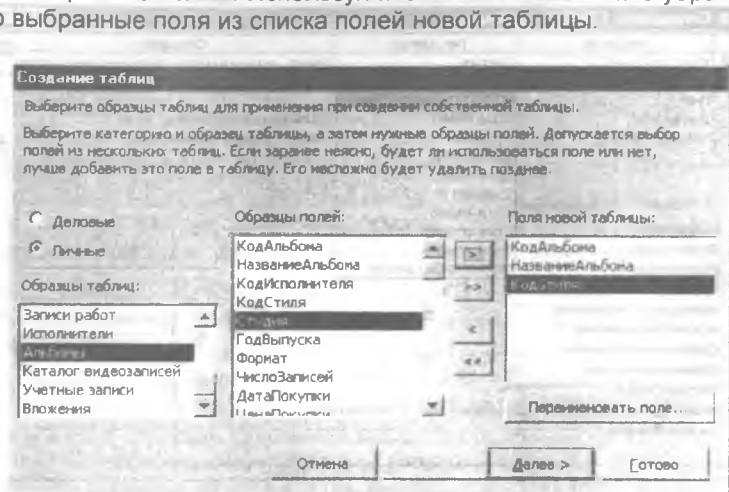 о выбранные поля из списка полей новой таблицы.
Создание таблиц
Выберите образцы таблиц для применения при создании собственной таблицы.
Выберите категорию и образец таблицы, а затем нужные образцы полей. Допускается выбор
полей из нескольких таблиц. Если заранее неясно, будет ли использоваться поле или нет,
лучше добавить это поле в таблицу. Его несложно будет удалить позднее.
Деловые
Личные
Образцы таблиц:
Записи работ
Исполнители
Альбомы
Каталог видеозаписей
Учетные записи
Вложения
Образцы полей:
КодАльбома
НазваниеАльбома
КодИсполнителя
КодСтиля
Студия
ГодВыпуска
Формат
ЧислоЗаписей
ДатаПокупки
ЦенаПокупки
>
>>
<
<<
Поля новой таблицы:
КодАльбома
НазваниеАльбома
КодСтиля
Переименовать поле...
Отмена
Далее >
Готово